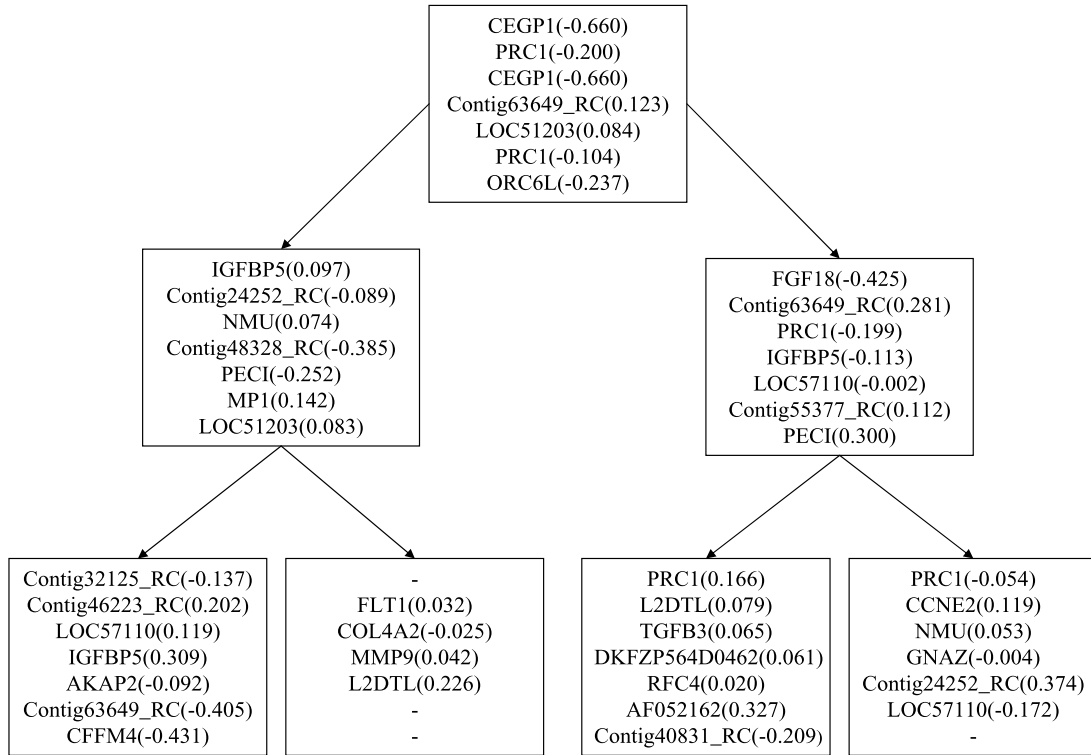 CEGP1(-0.660)
PRC1(-0.200)
CEGP1(-0.660)
Contig63649_RC(0.123)
LOC51203(0.084)
PRC1(-0.104)
ORC6L(-0.237)
IGFBP5(0.097)
Contig24252_RC(-0.089)
NMU(0.074)
Contig48328_RC(-0.385)
PECI(-0.252)
MP1(0.142)
LOC51203(0.083)
FGF18(-0.425)
Contig63649_RC(0.281)
PRC1(-0.199)
IGFBP5(-0.113)
LOC57110(-0.002)
Contig55377_RC(0.112)
PECI(0.300)
Contig32125_RC(-0.137)
Contig46223_RC(0.202)
LOC57110(0.119)
IGFBP5(0.309)
AKAP2(-0.092)
Contig63649_RC(-0.405)
CFFM4(-0.431)
-
FLT1(0.032)
COL4A2(-0.025)
MMP9(0.042)
L2DTL(0.226)
-
-
PRC1(0.166)
L2DTL(0.079)
TGFB3(0.065)
DKFZP564D0462(0.061)
RFC4(0.020)
AF052162(0.327)
Contig40831_RC(-0.209)
PRC1(-0.054)
CCNE2(0.119)
NMU(0.053)
GNAZ(-0.004)
Contig24252_RC(0.374)
LOC57110(-0.172)
-